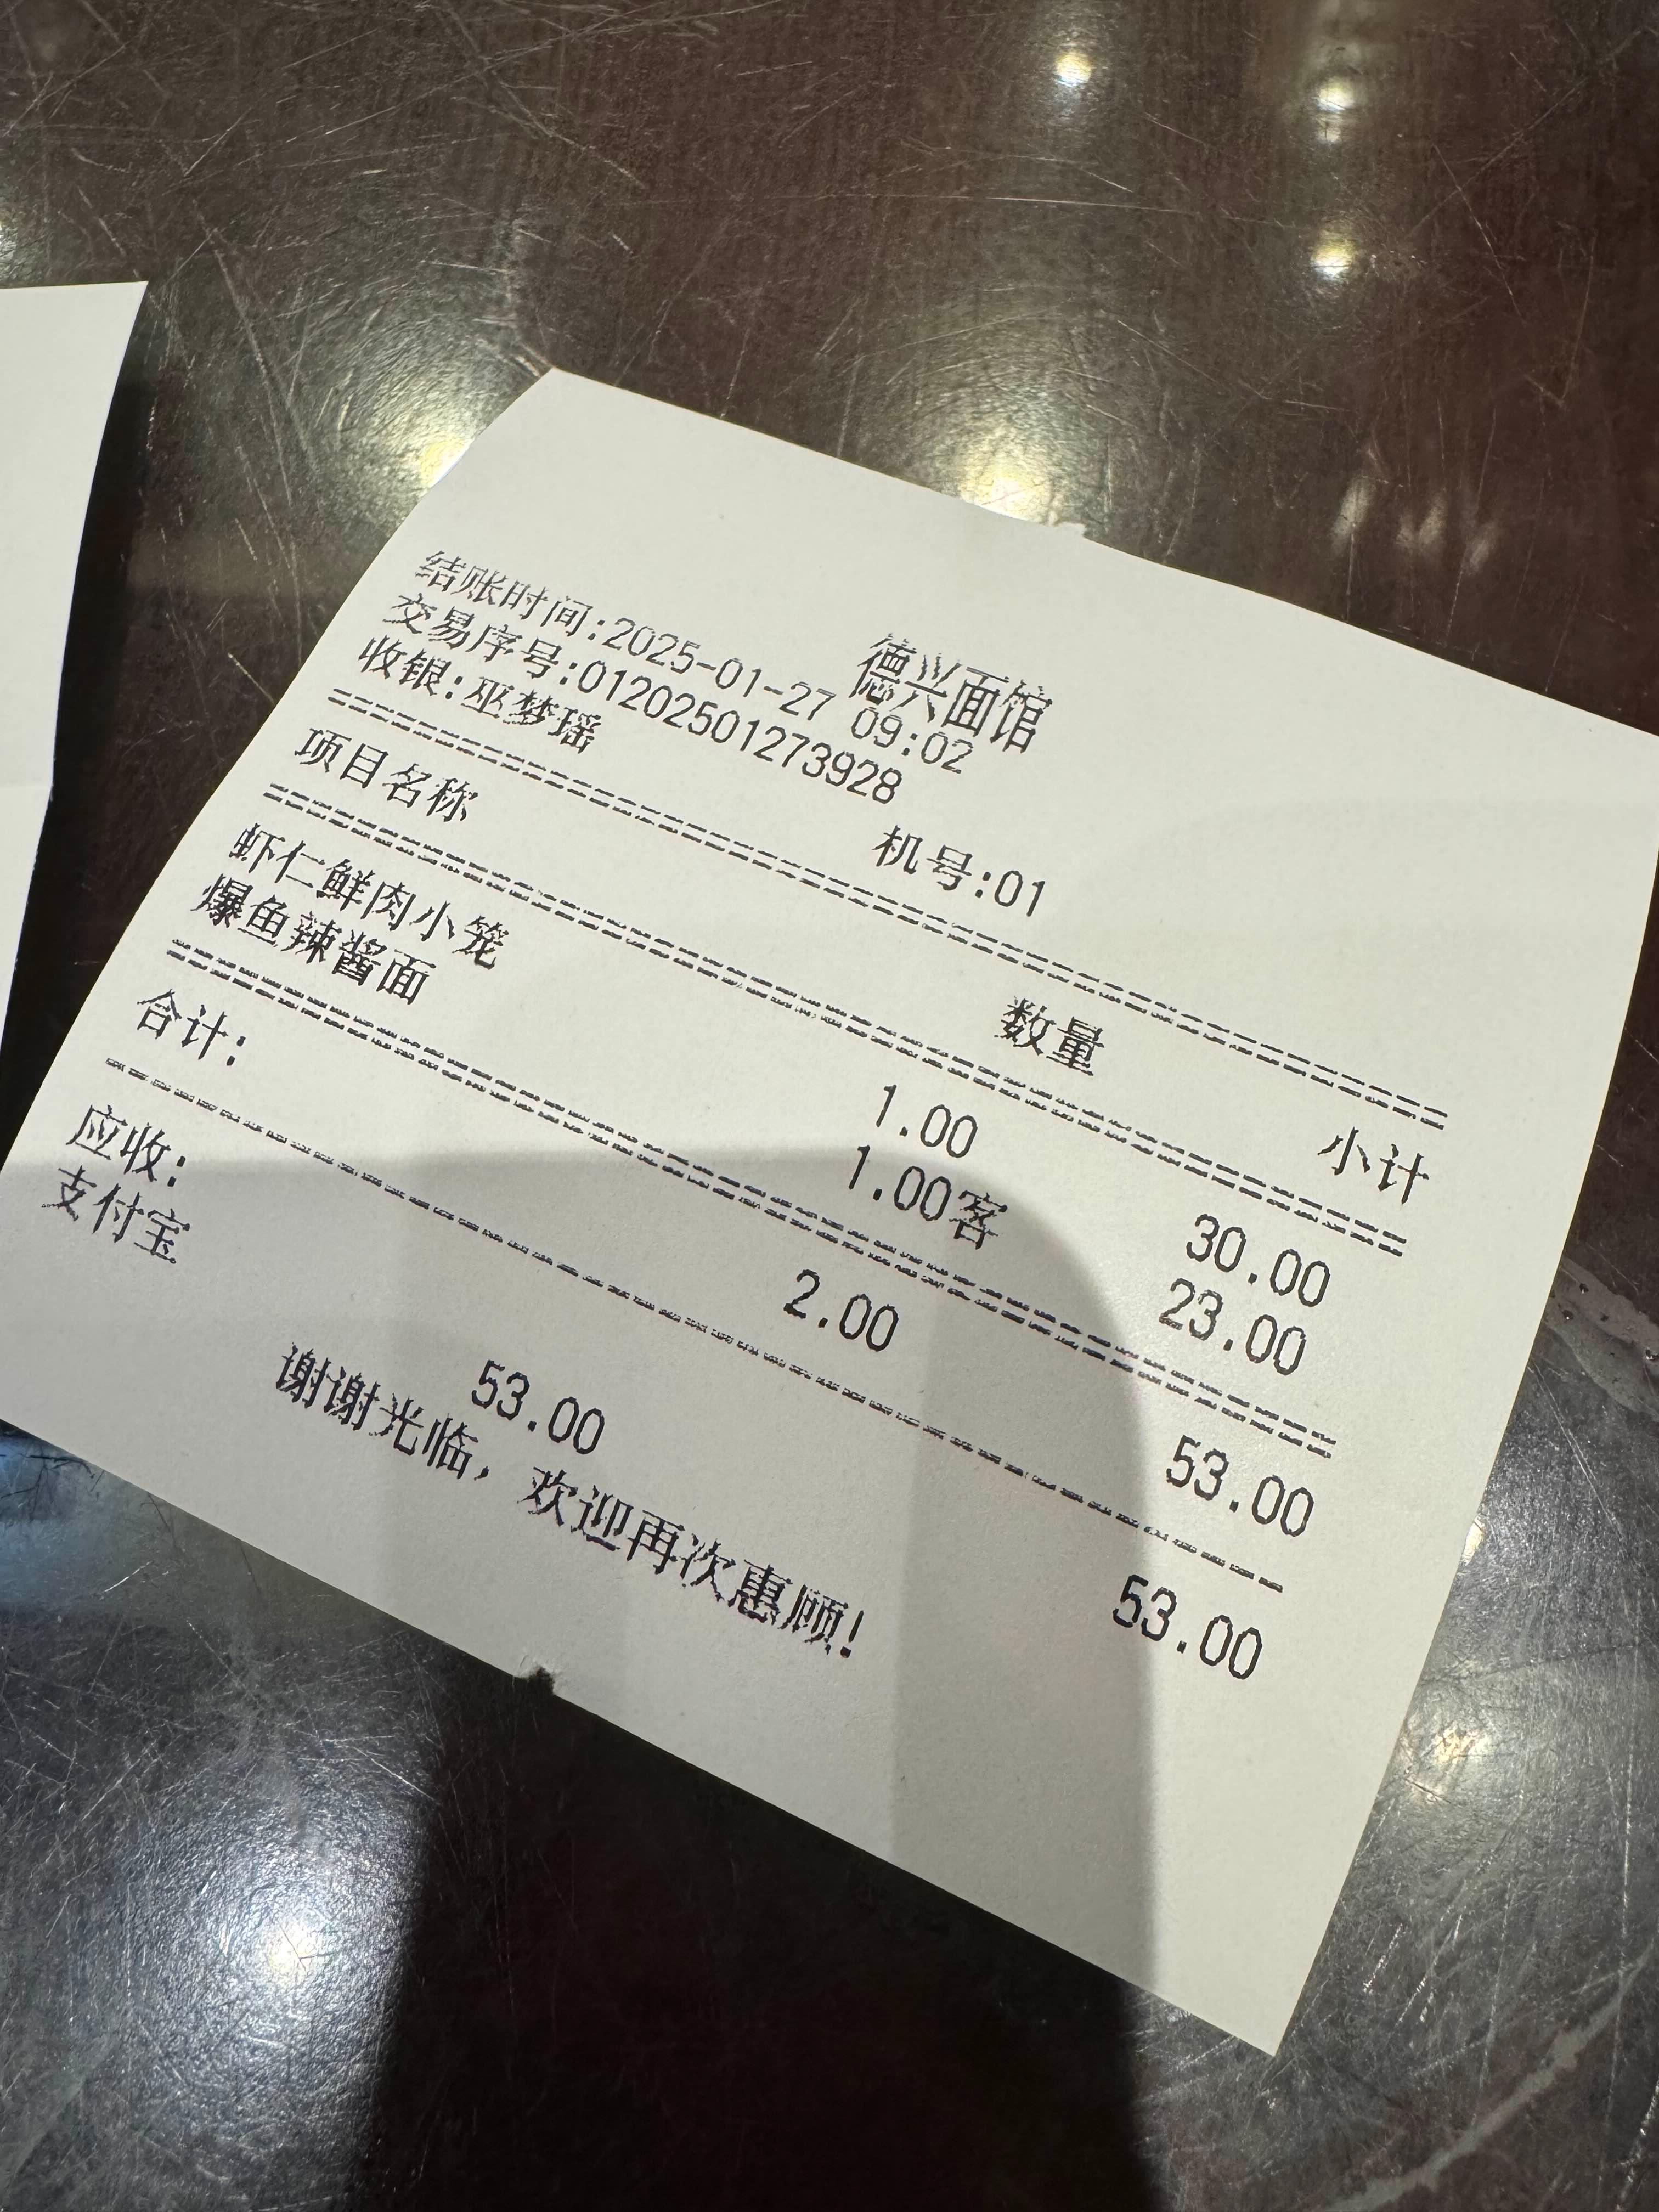 德兴面馆
结账时间:2025-01-27 09:02
交易序号:01202501273928
收银:巫梦瑶 机号:01
项目名称 数量 小计
虾仁鲜肉小笼 1.00 30.00
爆鱼辣酱面 1.00客 23.00
合计: 2.00 53.00
应收: 53.00
支付宝 53.00
谢谢光临, 欢迎再次惠顾!